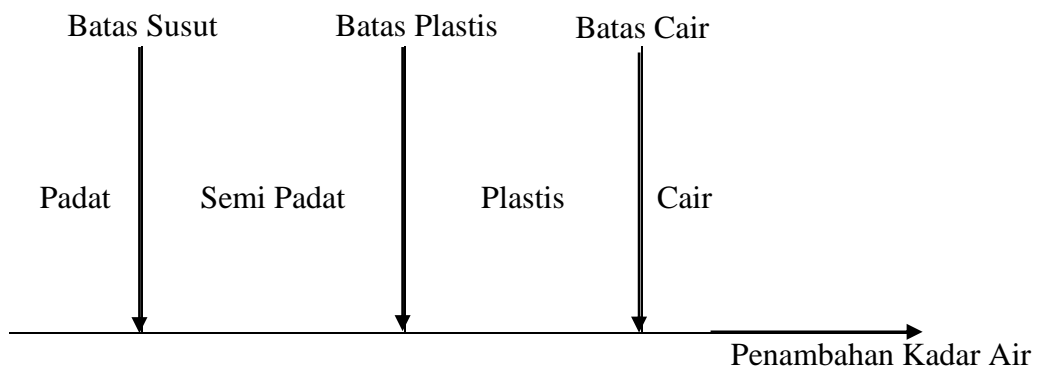 Batas Susut Batas Plastis Batas Cair
Padat Semi Padat Plastis Cair
Penambahan Kadar Air